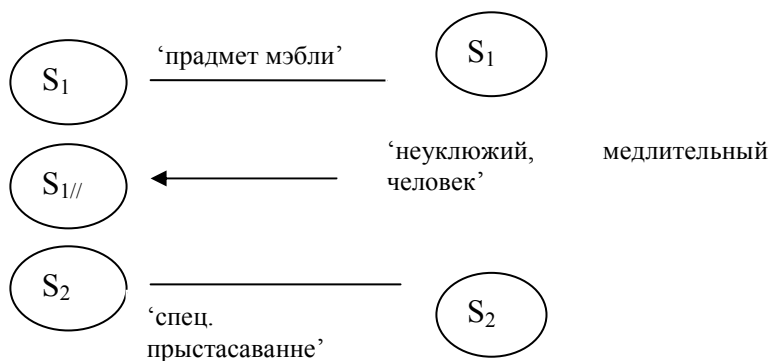 ‘прадмет мэблі’
S1
S1
‘неуклюжий, медлительный
человек’
S1//
S2
S2
‘спец.
прыстасаванне’